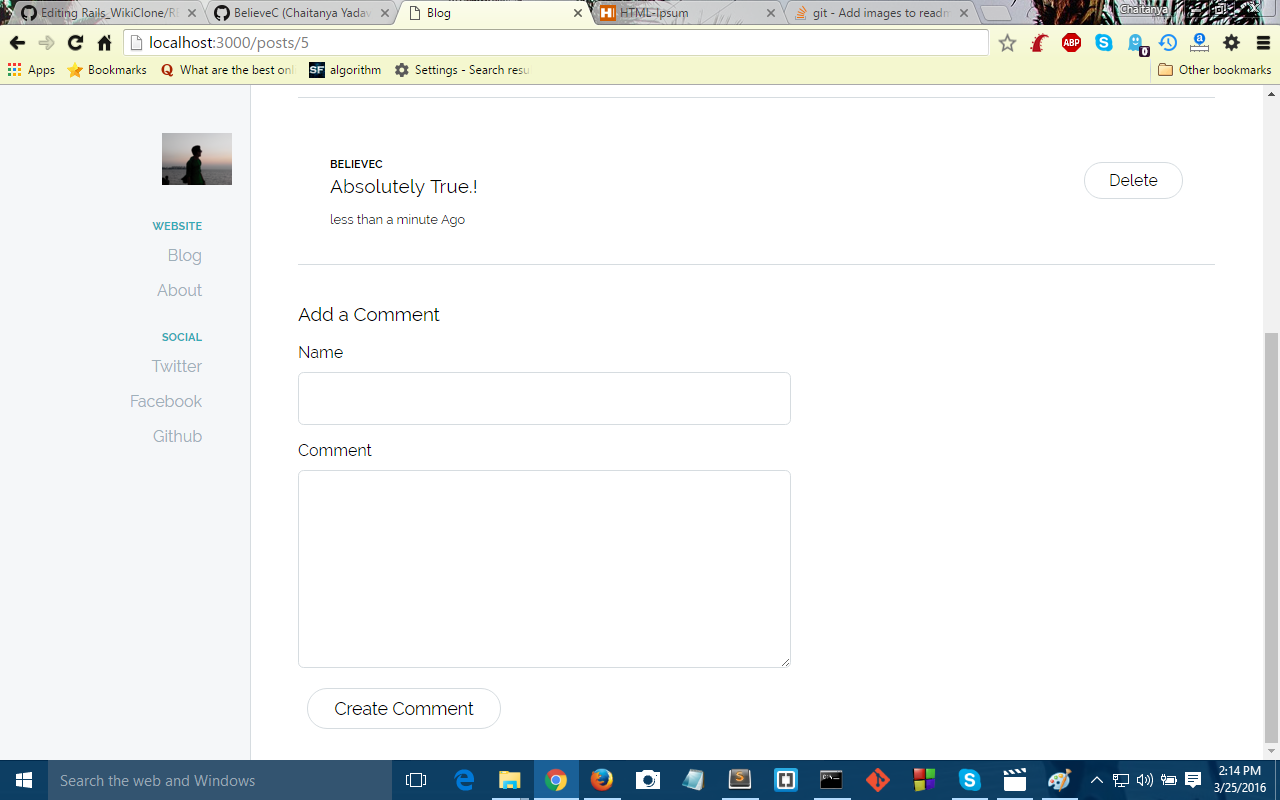 Editing Rails_WikiClone/R
BelieveC (Chaitanya Yadav
Blog
HTML-Ipsum
git - Add images to readm
Chaitanya
localhost:3000/posts/5
ABP
0
Apps
Bookmarks
What are the best onl
SF
algorithm
Settings - Search resu
Other bookmarks
WEBSITE
Blog
About
SOCIAL
Twitter
Facebook
Github
BELIEVEC
Absolutely True.!
less than a minute Ago
Delete
Add a Comment
Name
Comment
Create Comment
Search the web and Windows
2:14 PM
3/25/2016